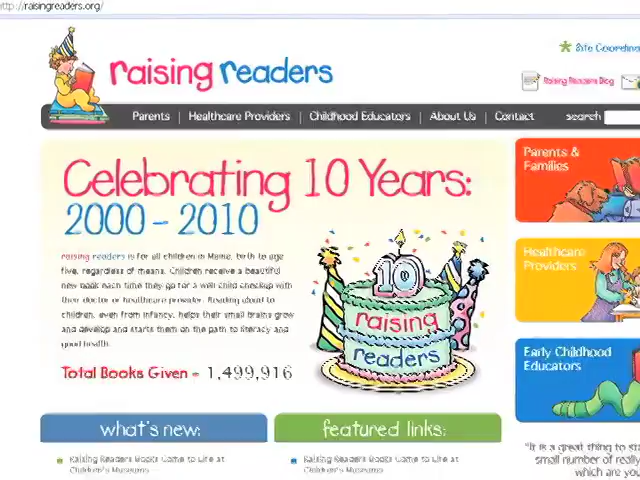 http://raisingreaders.org/
raising readers
Site Coordin
Raising Readers Blog
Parents | Healthcare Providers | Childhood Educators | About Us | Contact
search
Celebrating 10 Years:
2000 - 2010
raising readers is for all children in Maine, birth to age
five, regardless of means. Children receive a beautiful
new book each time they go for a well child checkup with
their doctor or healthcare provider. Reading aloud to
children, even from infancy, helps their small brains grow
and develop and starts them on the path to literacy and
good health.
Total Books Given = 1,499,916
10
raising
readers
Parents &
Families
Healthcare
Providers
Early Childhood
Educators
what's new:
featured links:
Raising Readers Books Come to Life at
Children's Museums
Raising Readers Books Come to Life at
Children's Museums
"It is a great thing to sta
small number of really
which are you